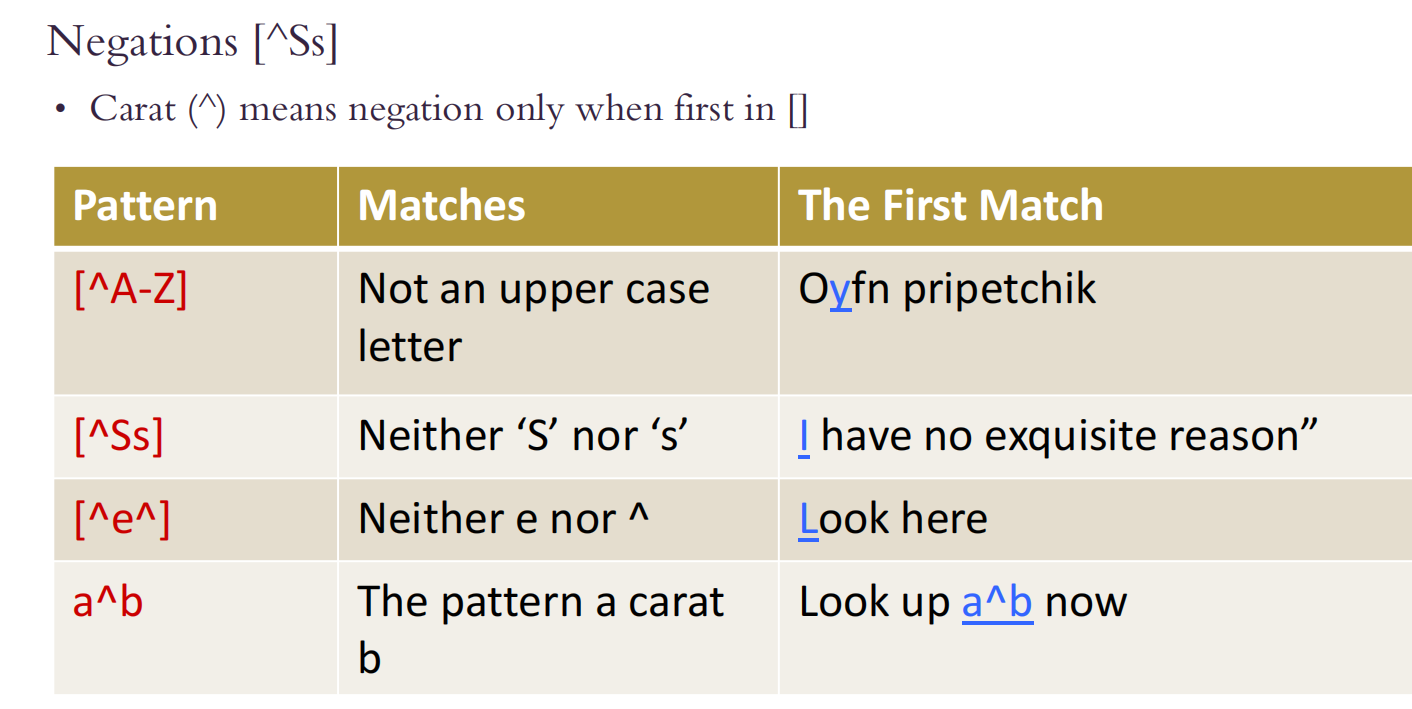 Negations [^Ss]
• Carat (^) means negation only when first in []
Pattern Matches The First Match
[^A-Z] Not an upper case Oyfn pripetchik
letter
[^Ss] Neither ‘S’ nor ‘s’ I have no exquisite reason”
[^e^] Neither e nor ^ Look here
a^b The pattern a carat Look up a^b now
b